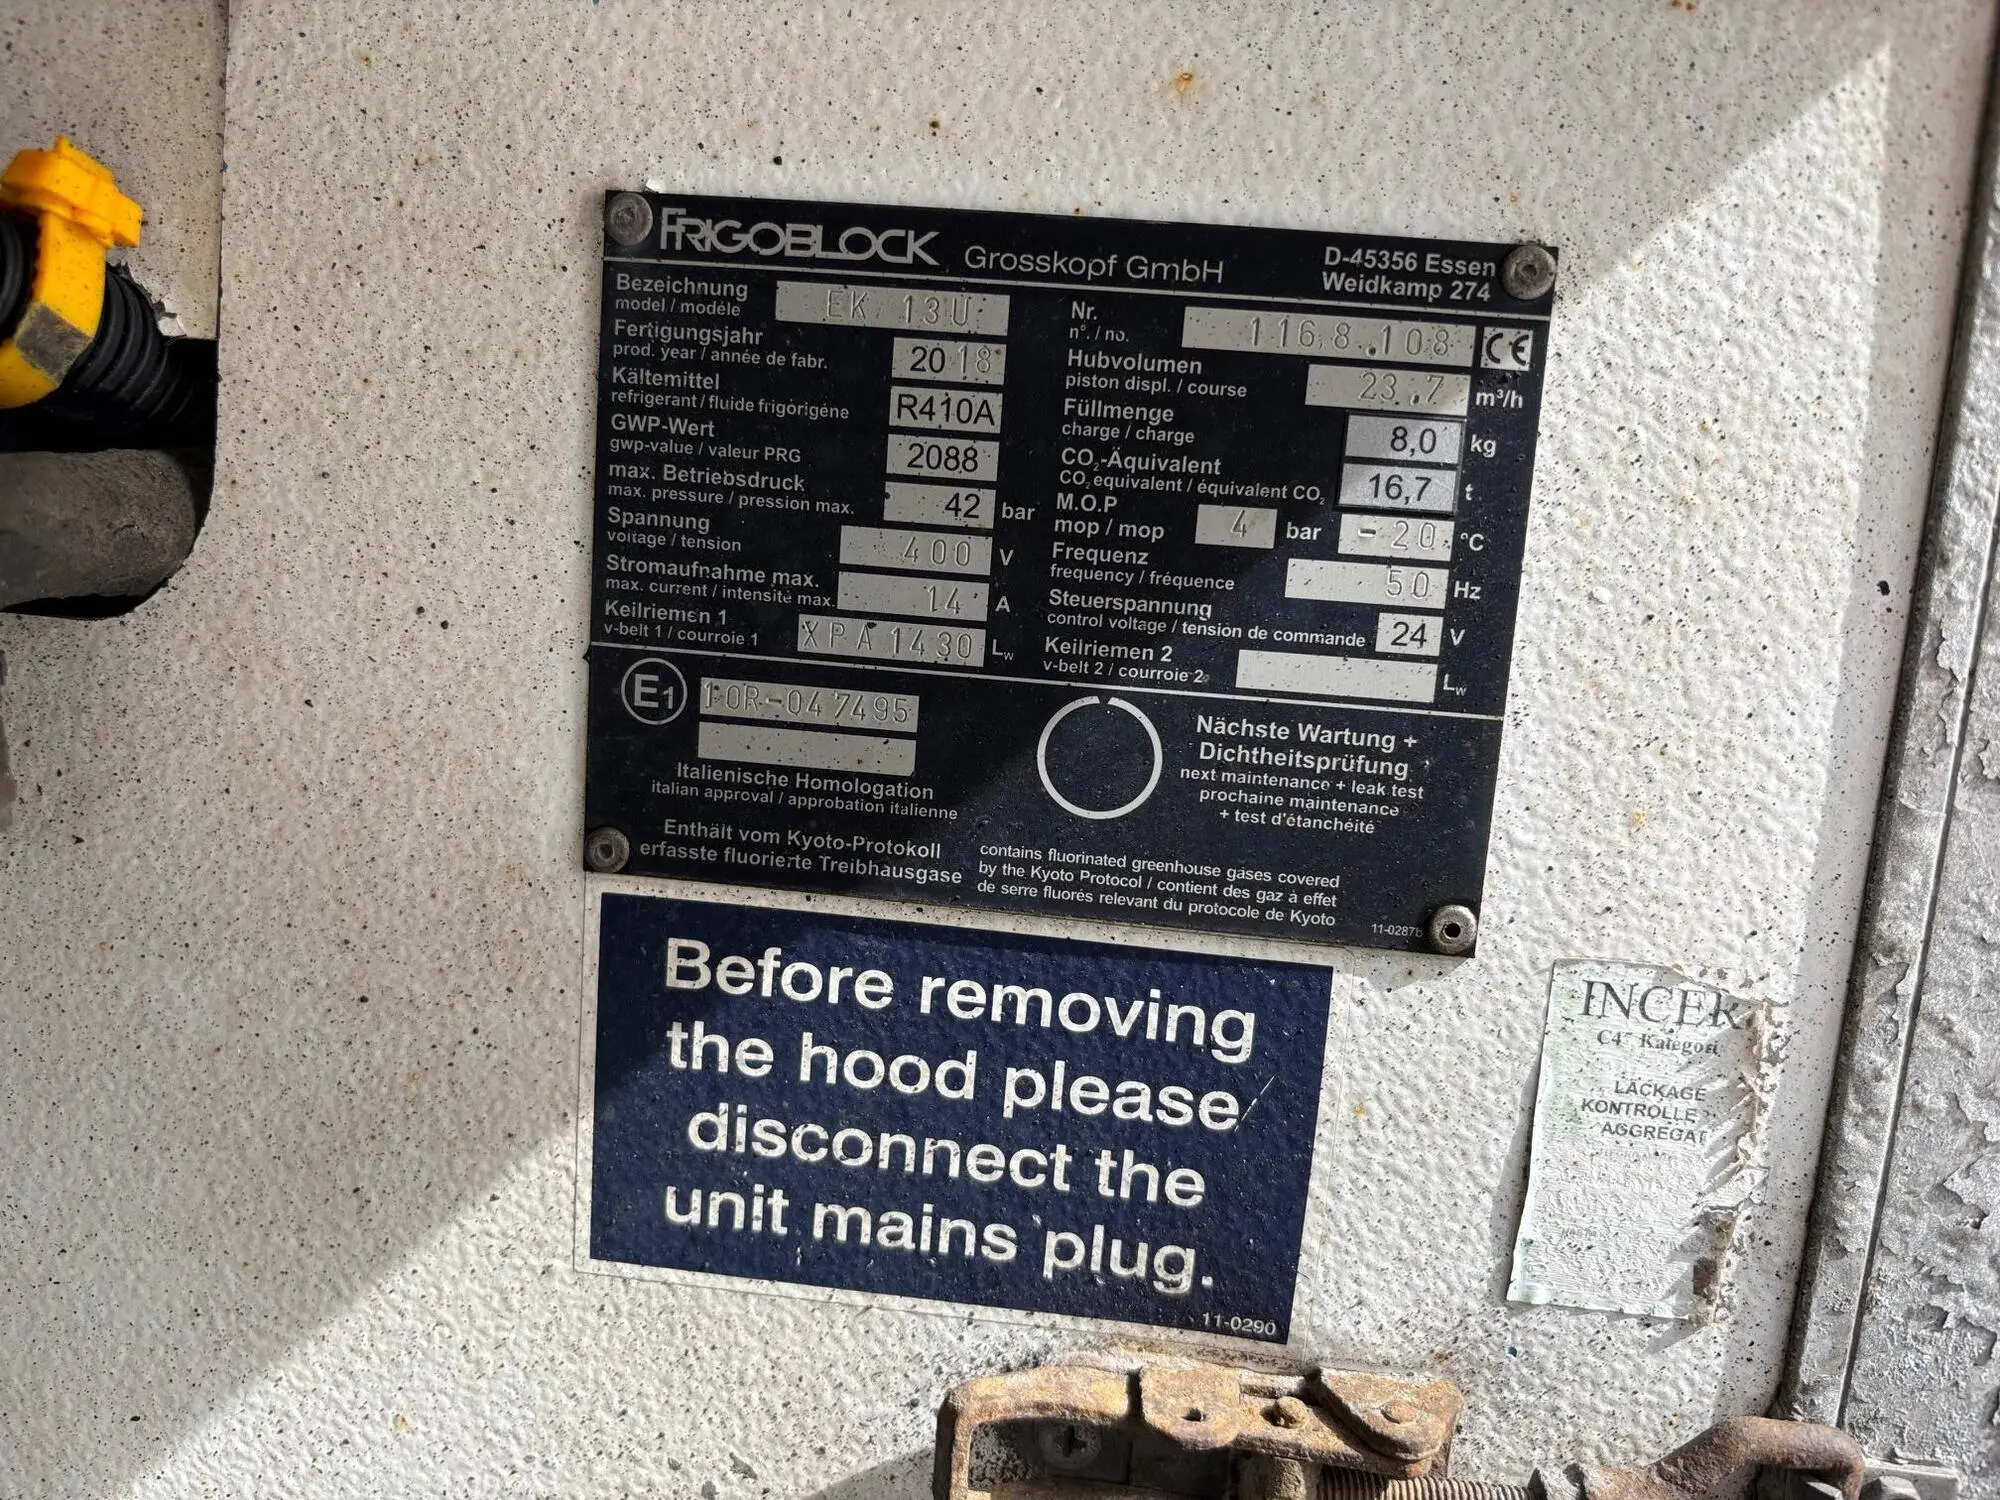 FRIGOBLOCK Grosskopf GmbH
D-45356 Essen
Weidkamp 274
Bezeichnung
model / modéle
EK 13U
Nr.
n°. / no.
116.8.108
CE
Fertigungsjahr
prod. year / année de fabr.
2018
Hubvolumen
piston displ. / course
23.7 m³/h
Kältemittel
refrigerant / fluide frigorigéne
R410A
Füllmenge
charge / charge
8,0 kg
GWP-Wert
gwp-value / valeur PRG
2088
CO₂-Äquivalent
CO₂ equivalent / équivalent CO₂
16,7 t
max. Betriebsdruck
max. pressure / pression max.
42 bar
M.O.P
mop / mop
4 bar -20 °C
Spannung
voltage / tension
400 V
Frequenz
frequency / fréquence
50 Hz
Stromaufnahme max.
max. current / intensité max.
14 A
Steuerspannung
control voltage / tension de commande
24 V
Keilriemen 1
v-belt 1 / courroie 1
XPA 1430 Lw
Keilriemen 2
v-belt 2 / courroie 2
Lw
E1
10R-047495
Italienische Homologation
italian approval / approbation italienne
Nächste Wartung +
Dichtheitsprüfung
next maintenance + leak test
prochaine maintenance
+ test d'étanchéité
Enthält vom Kyoto-Protokoll
erfasste fluorierte Treibhausgase
contains fluorinated greenhouse gases covered
by the Kyoto Protocol / contient des gaz à effet
de serre fluorés relevant du protocole de Kyoto
11-0287b
Before removing
the hood please
disconnect the
unit mains plug.
11-0290
INCER
Kategori
LÄCKAGE
KONTROLLE
AGGREGAT